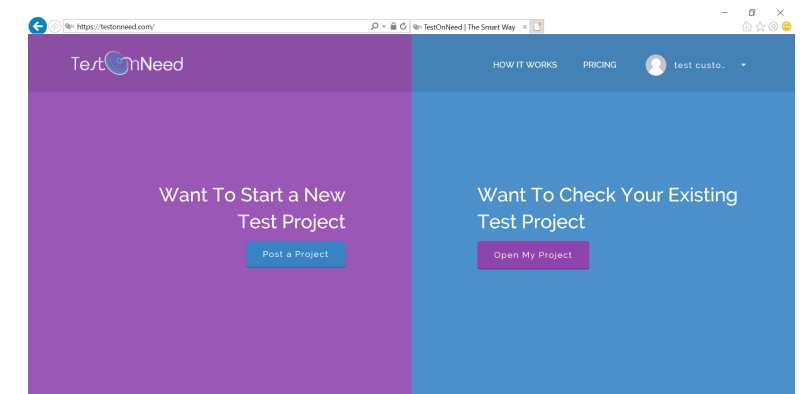 https://testonneed.com/
TestOnNeed | The Smart Way
TestOnNeed
HOW IT WORKS
PRICING
test custo...
Want To Start a New
Test Project
Post a Project
Want To Check Your Existing
Test Project
Open My Project